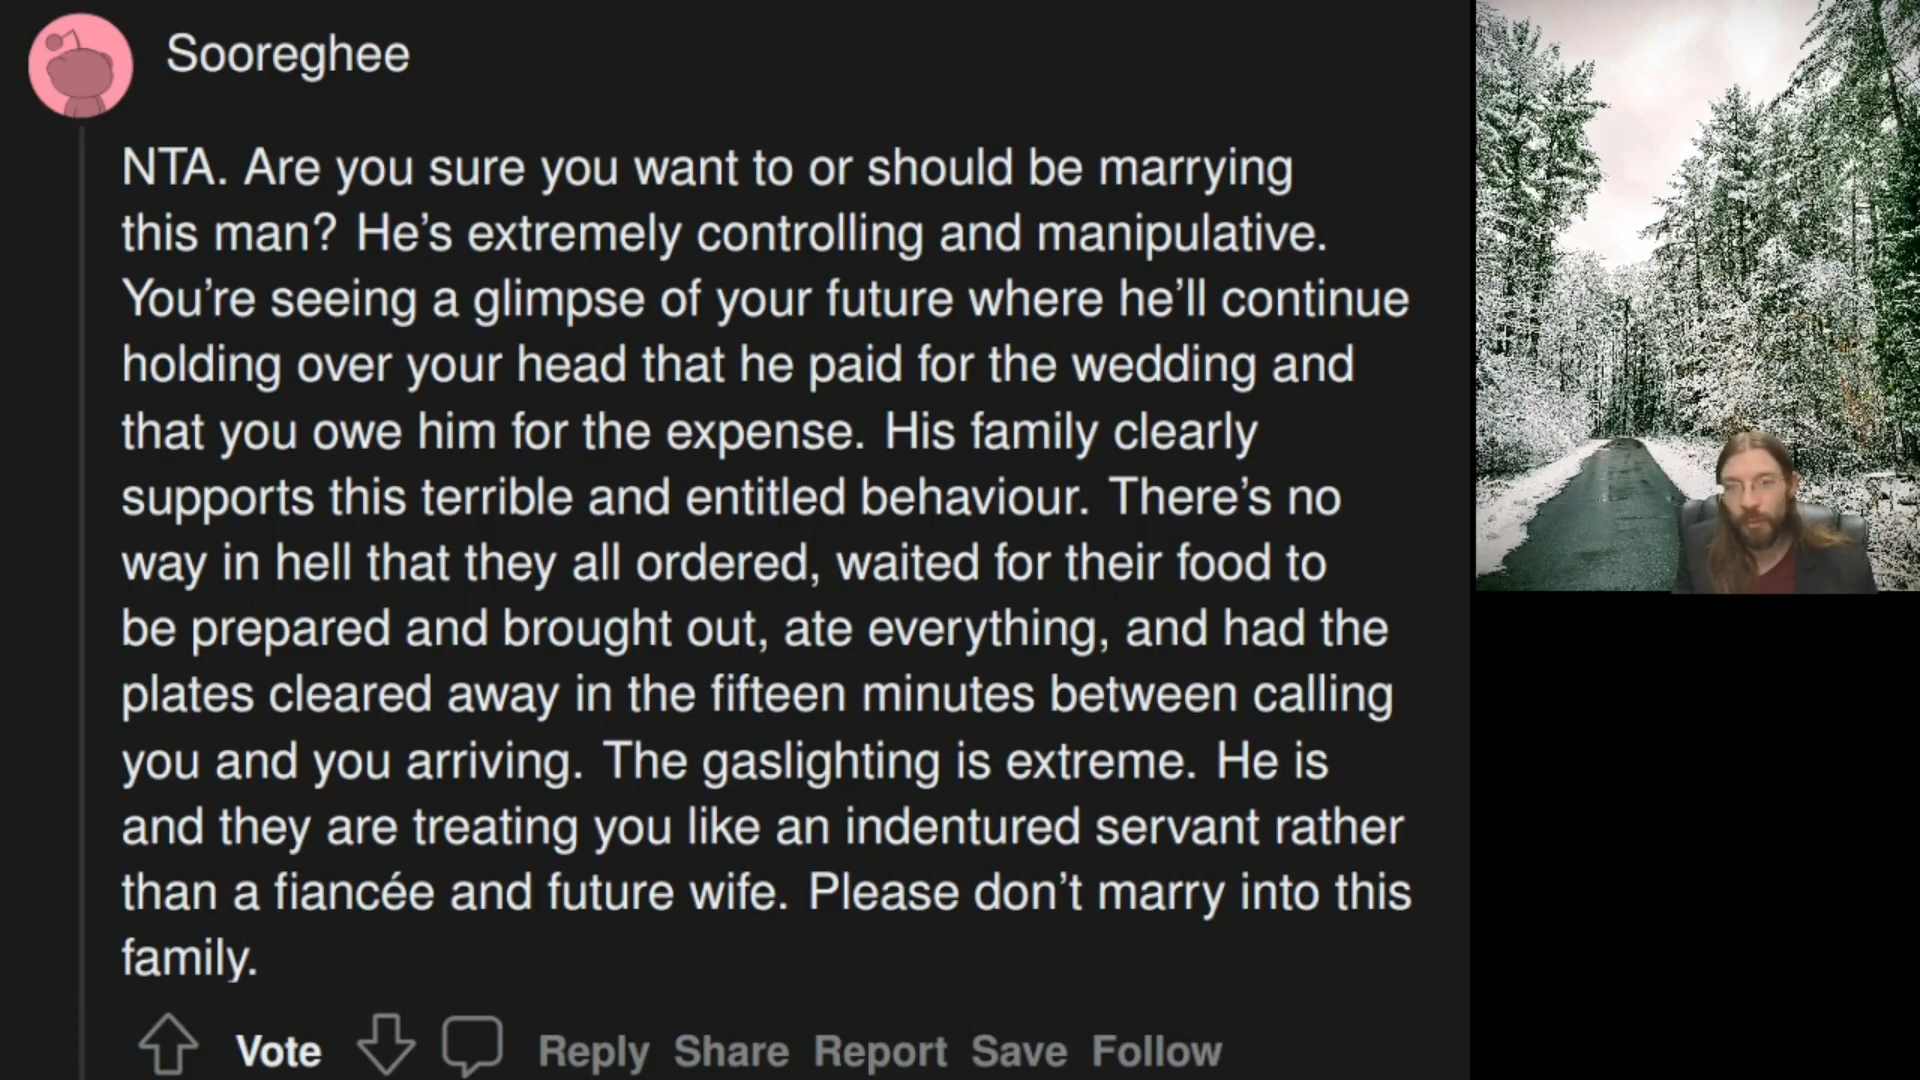 Sooreghee
NTA. Are you sure you want to or should be marrying
this man? He’s extremely controlling and manipulative.
You’re seeing a glimpse of your future where he’ll continue
holding over your head that he paid for the wedding and
that you owe him for the expense. His family clearly
supports this terrible and entitled behaviour. There’s no
way in hell that they all ordered, waited for their food to
be prepared and brought out, ate everything, and had the
plates cleared away in the fifteen minutes between calling
you and you arriving. The gaslighting is extreme. He is
and they are treating you like an indentured servant rather
than a fiancée and future wife. Please don’t marry into this
family.
Vote Reply Share Report Save Follow